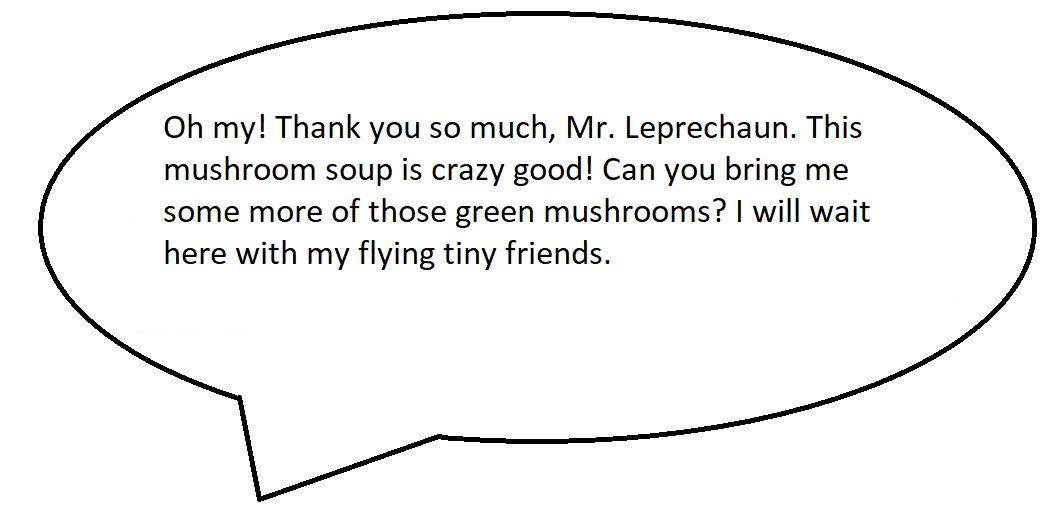 Oh my! Thank you so much, Mr. Leprechaun. This
mushroom soup is crazy good! Can you bring me
some more of those green mushrooms? I will wait
here with my flying tiny friends.